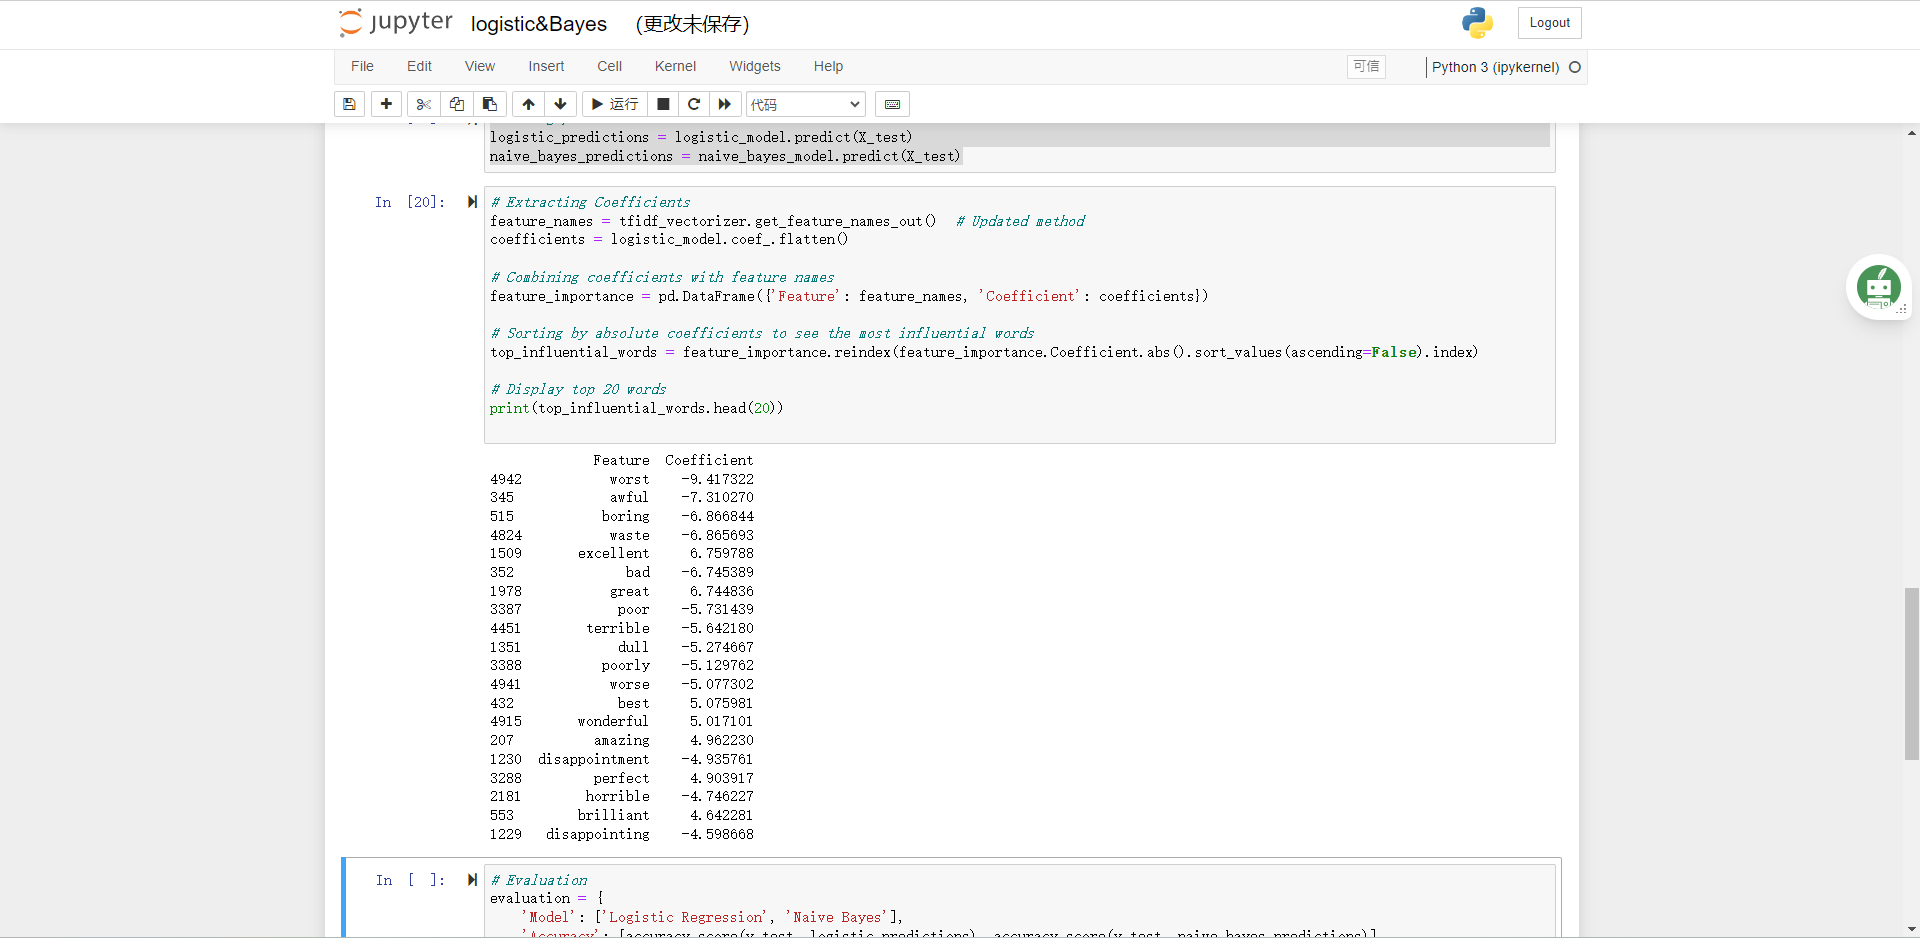 jupyter logistic&Bayes (更改未保存)
Logout
File Edit View Insert Cell Kernel Widgets Help
可信
Python 3 (ipykernel)
运行
代码
logistic_predictions = logistic_model.predict(X_test)
naive_bayes_predictions = naive_bayes_model.predict(X_test)
In [20]:
# Extracting Coefficients
feature_names = tfidf_vectorizer.get_feature_names_out()  # Updated method
coefficients = logistic_model.coef_.flatten()
# Combining coefficients with feature names
feature_importance = pd.DataFrame({'Feature': feature_names, 'Coefficient': coefficients})
# Sorting by absolute coefficients to see the most influential words
top_influential_words = feature_importance.reindex(feature_importance.Coefficient.abs().sort_values(ascending=False).index)
# Display top 20 words
print(top_influential_words.head(20))
Feature Coefficient
4942 worst -9.417322
345 awful -7.310270
515 boring -6.866844
4824 waste -6.865693
1509 excellent 6.759788
352 bad -6.745389
1978 great 6.744836
3387 poor -5.731439
4451 terrible -5.642180
1351 dull -5.274667
3388 poorly -5.129762
4941 worse -5.077302
432 best 5.075981
4915 wonderful 5.017101
207 amazing 4.962230
1230 disappointment -4.935761
3288 perfect 4.903917
2181 horrible -4.746227
553 brilliant 4.642281
1229 disappointing -4.598668
In [ ]:
# Evaluation
evaluation = {
'Model': ['Logistic Regression', 'Naive Bayes'],
'Accuracy': [accuracy_score(y_test, logistic_predictions), accuracy_score(y_test, naive_bayes_predictions)]